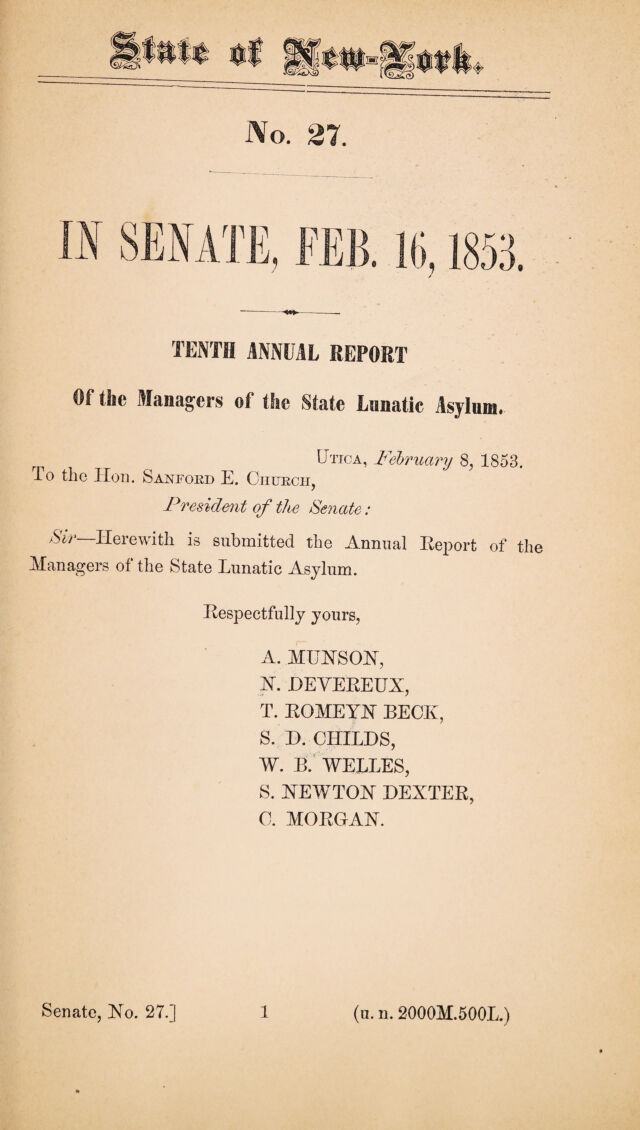 State of New-York.
No. 27.
IN SENATE, FEB. 16, 1853.
TENTH ANNUAL REPORT
Of the Managers of the State Lunatic Asylum.
UTICA, February 8, 1853.
To the Hon. SANFORD E. CHURCH,
President of the Senate:
Sir—Herewith is submitted the Annual Report of the
Managers of the State Lunatic Asylum.
Respectfully yours,
A. MUNSON,
N. DEVEREUX,
T. ROMEYN BECK,
S. D. CHILDS,
W. B. WELLES,
S. NEWTON DEXTER,
C. MORGAN.
Senate, No. 27.] 1 (u. n. 2000M.500L.)